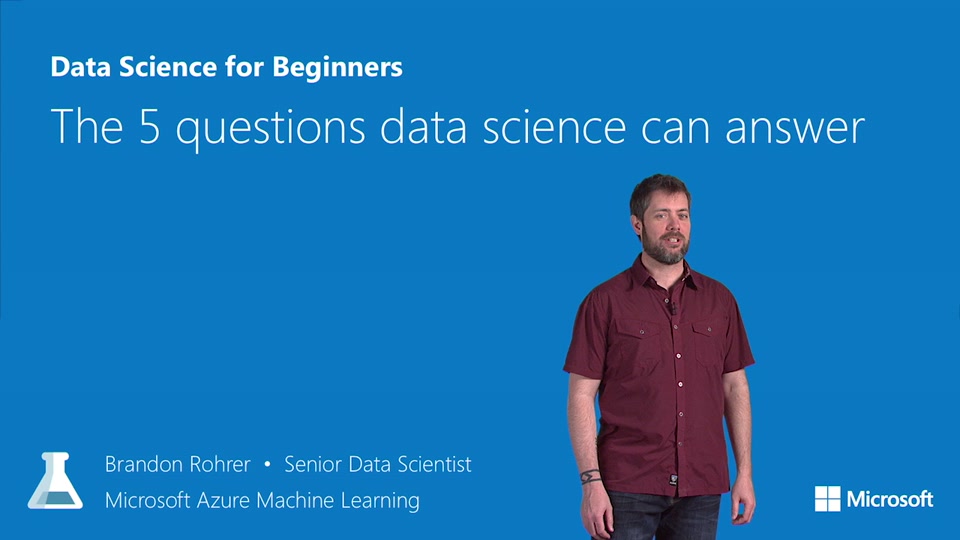 Data Science for Beginners
The 5 questions data science can answer
Brandon Rohrer • Senior Data Scientist
Microsoft Azure Machine Learning
Microsoft